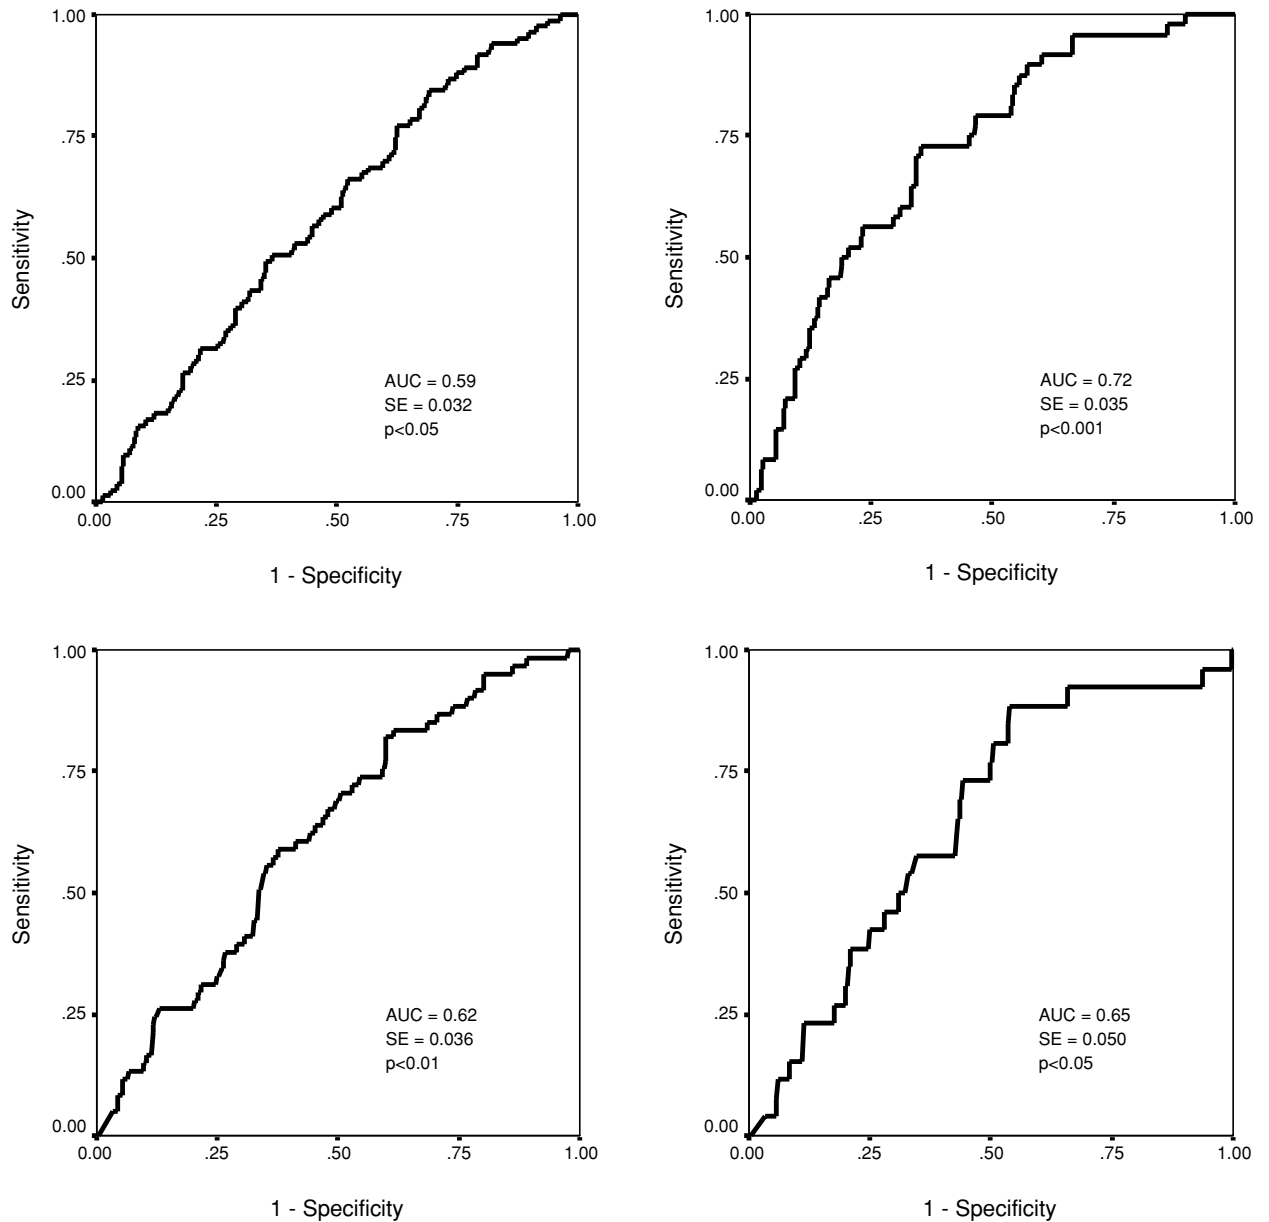 1.00
.75
.50
.25
0.00
Sensitivity
AUC = 0.59
SE = 0.032
p<0.05
0.00 .25 .50 .75 1.00
1 - Specificity
1.00
.75
.50
.25
0.00
Sensitivity
AUC = 0.72
SE = 0.035
p<0.001
0.00 .25 .50 .75 1.00
1 - Specificity
1.00
.75
.50
.25
0.00
Sensitivity
AUC = 0.62
SE = 0.036
p<0.01
0.00 .25 .50 .75 1.00
1 - Specificity
1.00
.75
.50
.25
0.00
Sensitivity
AUC = 0.65
SE = 0.050
p<0.05
0.00 .25 .50 .75 1.00
1 - Specificity